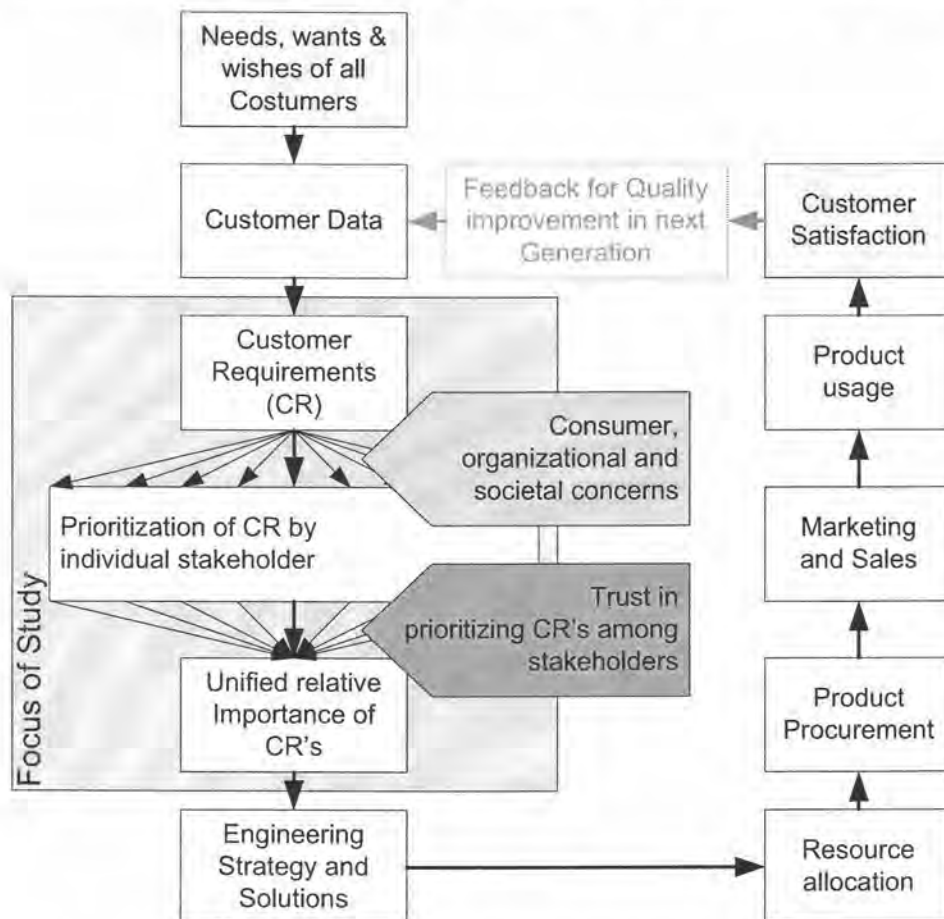 Needs, wants &
wishes of all
Costumers
Customer Data
Feedback for Quality
improvement in next
Generation
Customer
Satisfaction
Customer
Requirements
(CR)
Product
usage
Consumer,
organizational and
societal concerns
Prioritization of CR by
individual stakeholder
Marketing
and Sales
Trust in
prioritizing CR's among
stakeholders
Focus of Study
Unified relative
Importance of
CR's
Product
Procurement
Engineering
Strategy and
Solutions
Resource
allocation